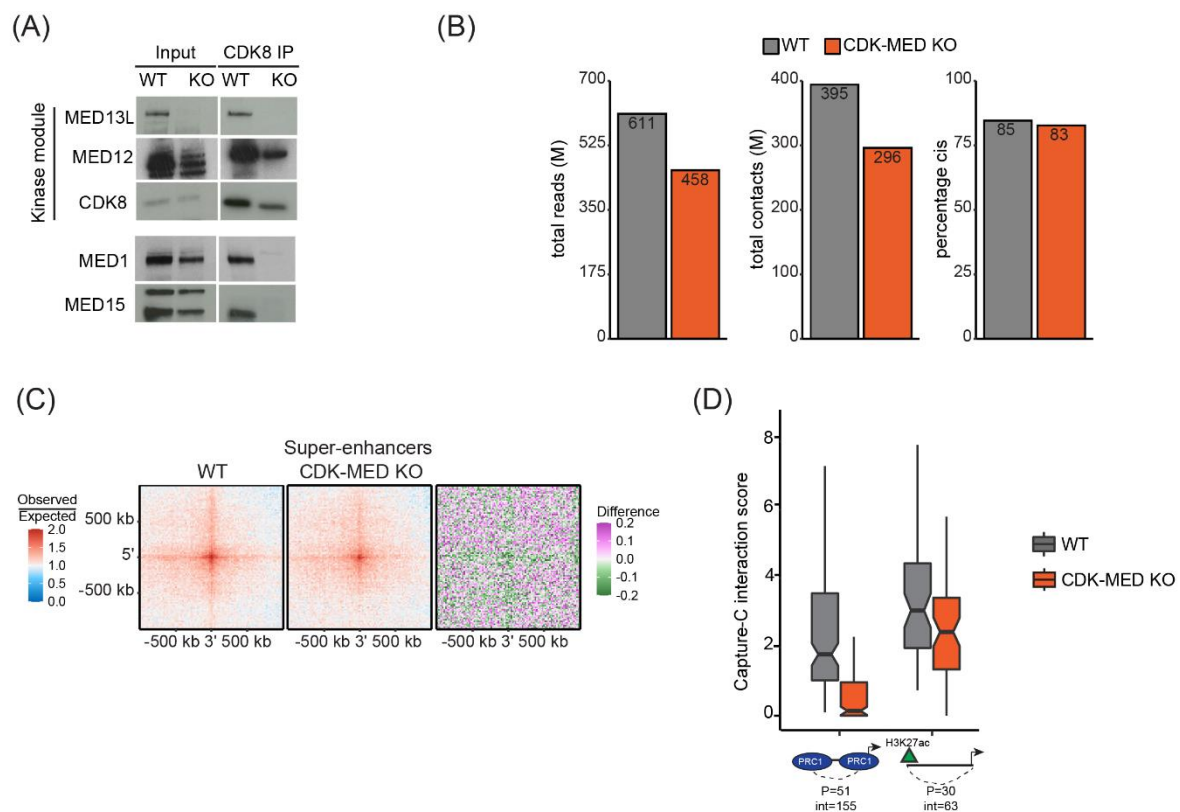 (A)
Input
CDK8 IP
WT KO WT KO
Kinase module
MED13L
MED12
CDK8
MED1
MED15
(B)
WT
CDK-MED KO
total reads (M)
700
525
350
175
0
611
458
total contacts (M)
400
300
200
100
0
395
296
percentage cis
100
75
50
25
0
85
83
(C)
Super-enhancers
WT
CDK-MED KO
Observed
Expected
2.0
1.5
1.0
0.5
0.0
500 kb
5'
-500 kb
-500 kb 3' 500 kb
-500 kb 3' 500 kb
-500 kb 3' 500 kb
Difference
0.2
0.1
0.0
-0.1
-0.2
(D)
Capture-C interaction score
8
6
4
2
0
WT
CDK-MED KO
PRC1
PRC1
P=51
int=155
H3K27ac
P=30
int=63